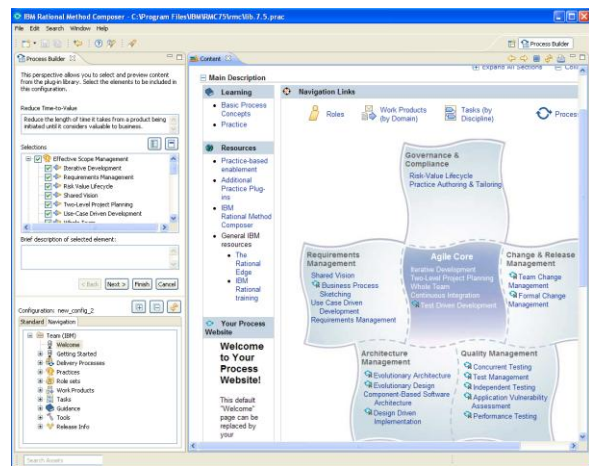 IBM Rational Method Composer - C:\Program Files\IBM\RMC75\rmc\lib.7.5.prac
File Edit Search Window Help
Process Builder
Process Builder
This perspective allows you to select and preview content
from the plug-in library. Select the elements to be included in
this configuration.
Reduce Time-to-Value
Reduce the length of time it takes from a product being
initiated until it considers valuable to business.
Selections
Effective Scope Management
Iterative Development
Requirements Management
Risk-Value Lifecycle
Shared Vision
Two-Level Project Planning
Use-Case Driven Development
Whole Team
Brief description of selected element:
< Back Next > Finish Cancel
Configuration: new_config_2
Standard Navigation
Team (IBM)
Welcome
Getting Started
Delivery Processes
Practices
Role sets
Work Products
Tasks
Guidance
Tools
Release Info
Search Assets
Content
Expand All Sections
Main Description
Learning
Basic Process
Concepts
Practice
Resources
Practice-based
enablement
Additional
Practice Plug-
ins
IBM
Rational Method
Composer
General IBM
resources
The
Rational
Edge
IBM
Rational
training
Your Process
Website
Welcome
to Your
Process
Website!
This default
"Welcome"
page can be
replaced by
your
Navigation Links
Roles
Work Products
(by Domain)
Tasks (by
Discipline)
Governance &
Compliance
Risk-Value Lifecycle
Practice Authoring & Tailoring
Requirements
Management
Shared Vision
Business Process
Sketching
Use Case Driven
Development
Requirements Management
Agile Core
Iterative Development
Two-Level Project Planning
Whole Team
Continuous Integration
Test Driven Development
Change & Release
Management
Team Change
Management
Formal Change
Management
Architecture
Management
Evolutionary Architecture
Evolutionary Design
Component-Based Software
Architecture
Design Driven
Implementation
Quality Management
Concurrent Testing
Test Management
Independent Testing
Application Vulnerability
Assessment
Performance Testing